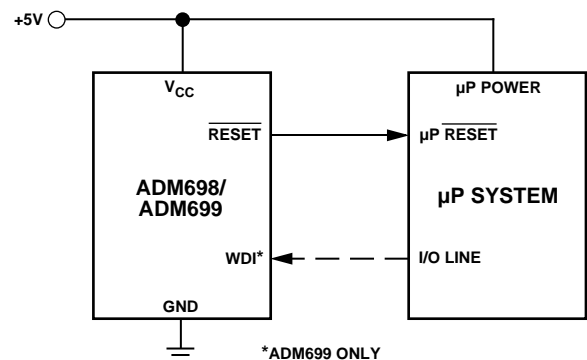 +5V
VCC
µP POWER
RESET
µP RESET
ADM698/
ADM699
µP SYSTEM
WDI*
I/O LINE
GND
*ADM699 ONLY